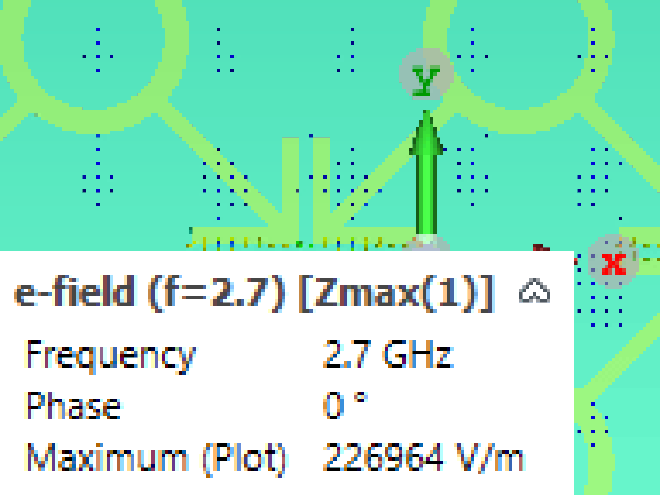 y
x
e-field (f=2.7) [Zmax(1)]
Frequency 2.7 GHz
Phase 0 °
Maximum (Plot) 226964 V/m